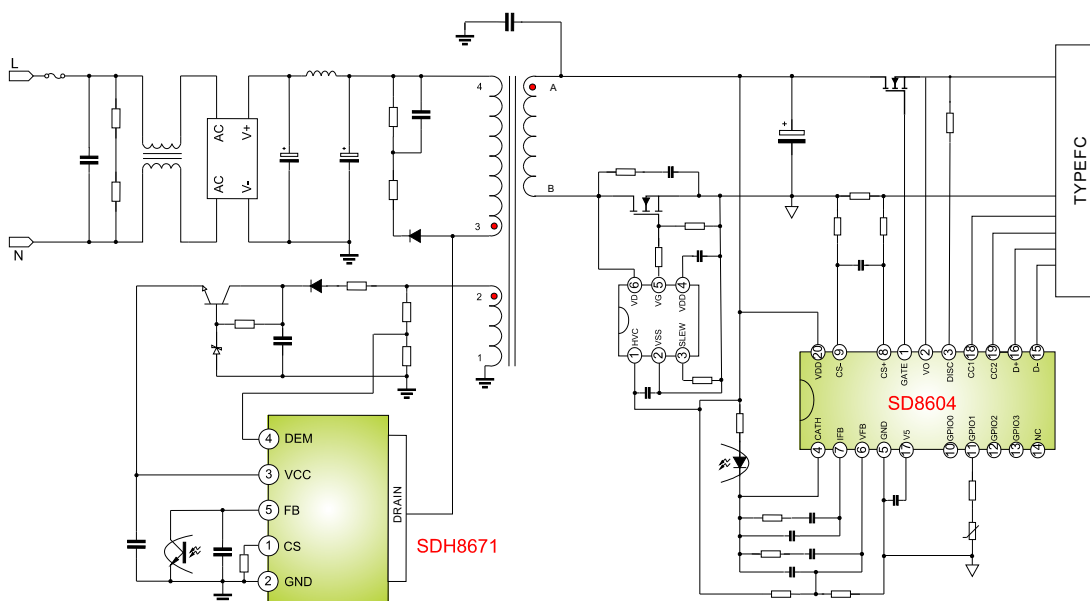 L
N
AC
V+
AC
V-
+
+
4
3
2
1
A
B
+
TYPEFC
6
5
4
VD
VG
VDD
HVC
VSS
SLEW
1
2
3
20
9
8
1
2
3
18
19
16
15
VDD
CS-
CS+
GATE
VO
DISC
CC1
CC2
D+
D-
SD8604
CATH
IFB
VFB
GND
V5
GPIO0
GPIO1
GPIO2
GPIO3
NC
4
7
6
5
17
10
11
12
13
14
4 DEM
3 VCC
5 FB
1 CS
2 GND
DRAIN
SDH8671